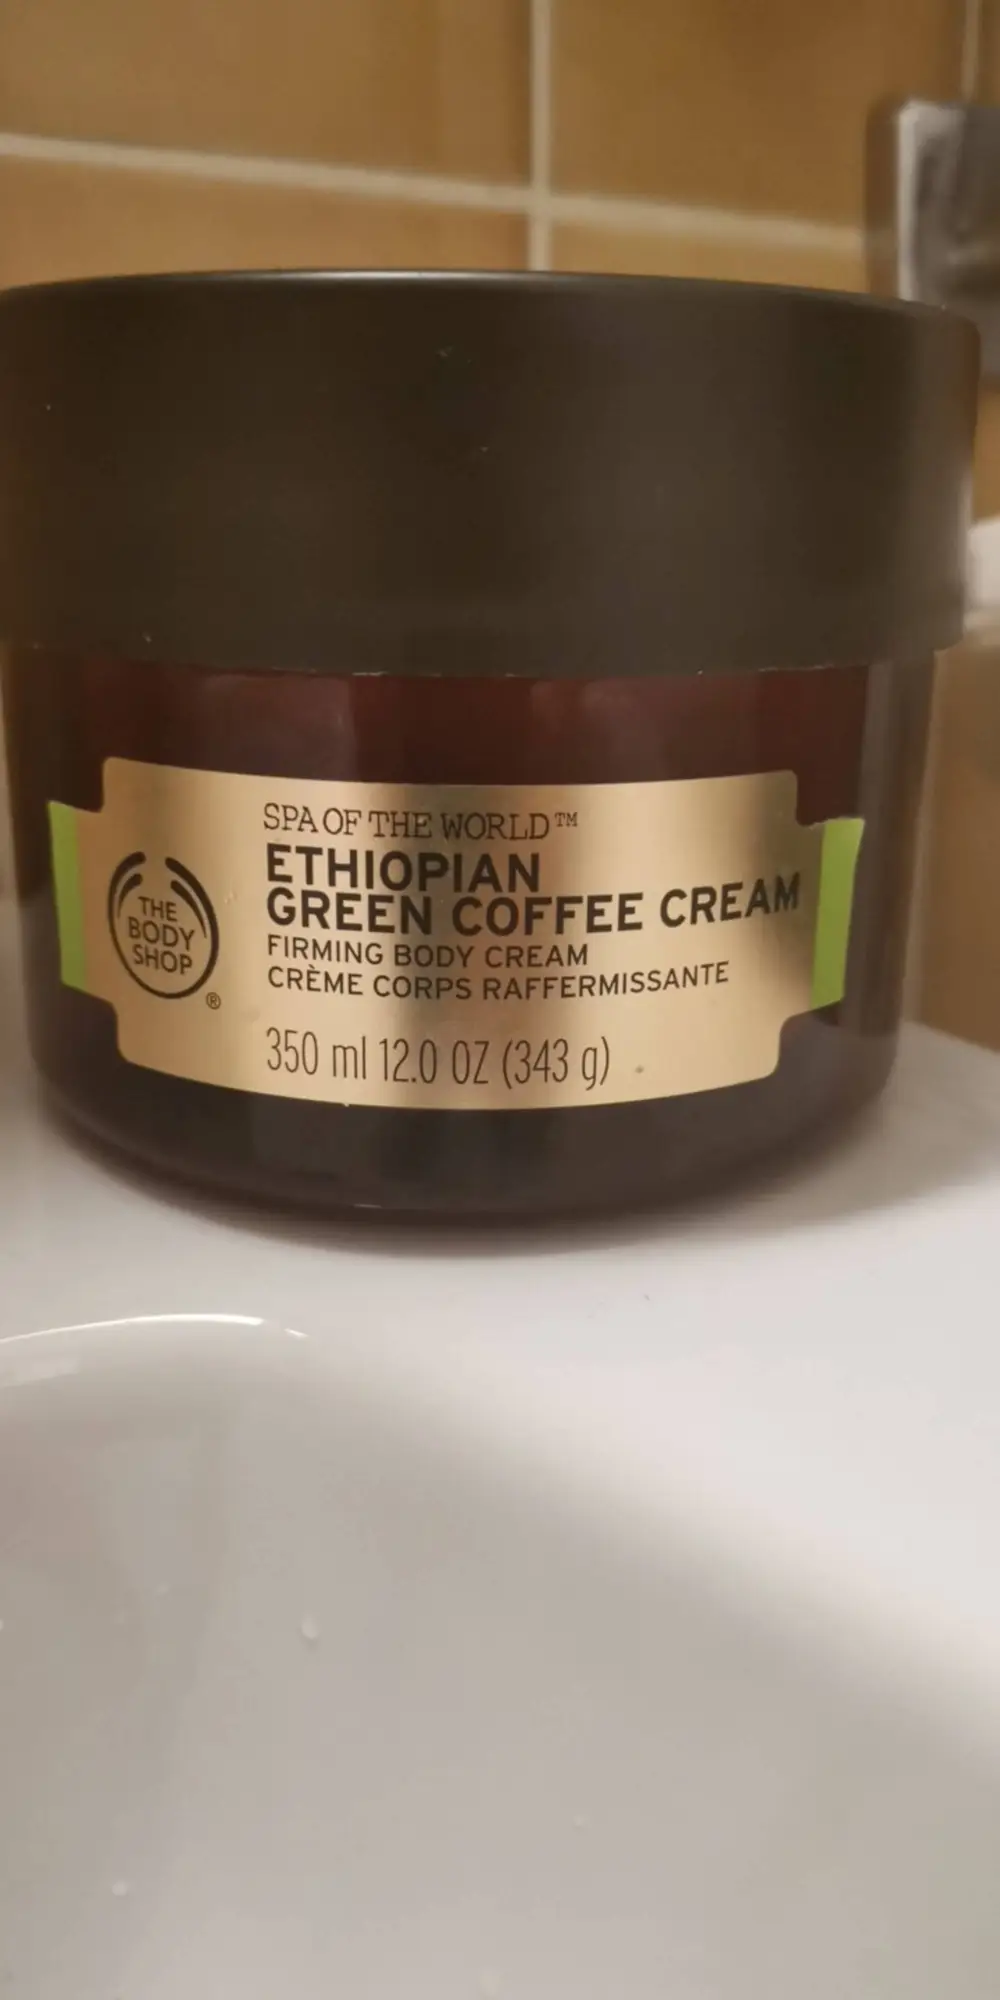 THE
BODY
SHOP
®
SPA OF THE WORLD™
ETHIOPIAN
GREEN COFFEE CREAM
FIRMING BODY CREAM
CRÈME CORPS RAFFERMISSANTE
350 ml 12.0 OZ (343 g)